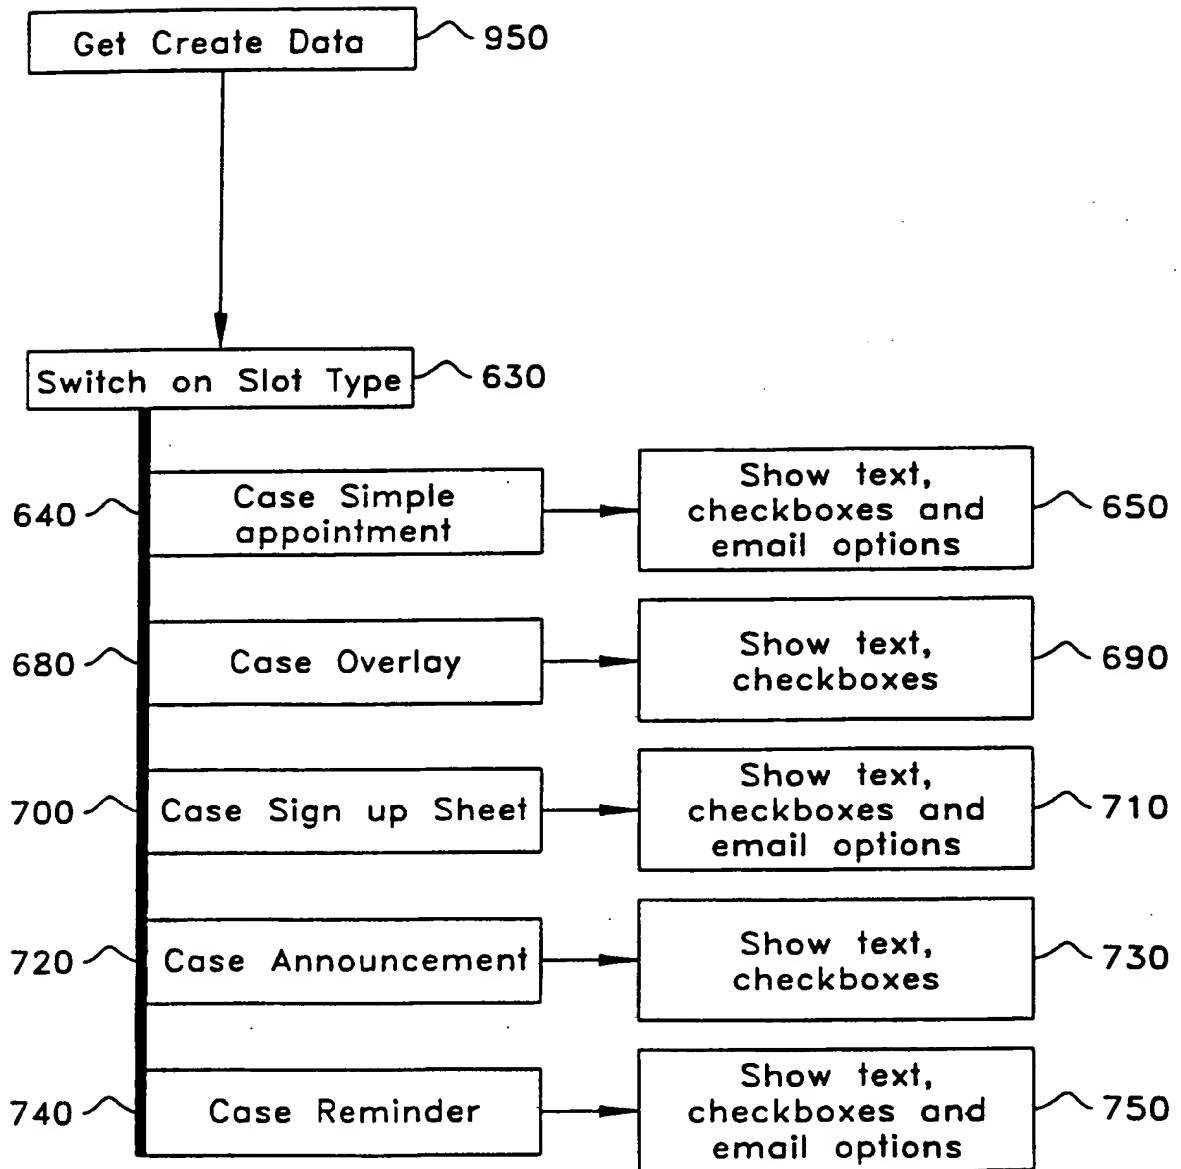 Get Create Data
950
Switch on Slot Type
630
640
Case Simple
appointment
Show text,
checkboxes and
email options
650
680
Case Overlay
Show text,
checkboxes
690
700
Case Sign up Sheet
Show text,
checkboxes and
email options
710
720
Case Announcement
Show text,
checkboxes
730
740
Case Reminder
Show text,
checkboxes and
email options
750